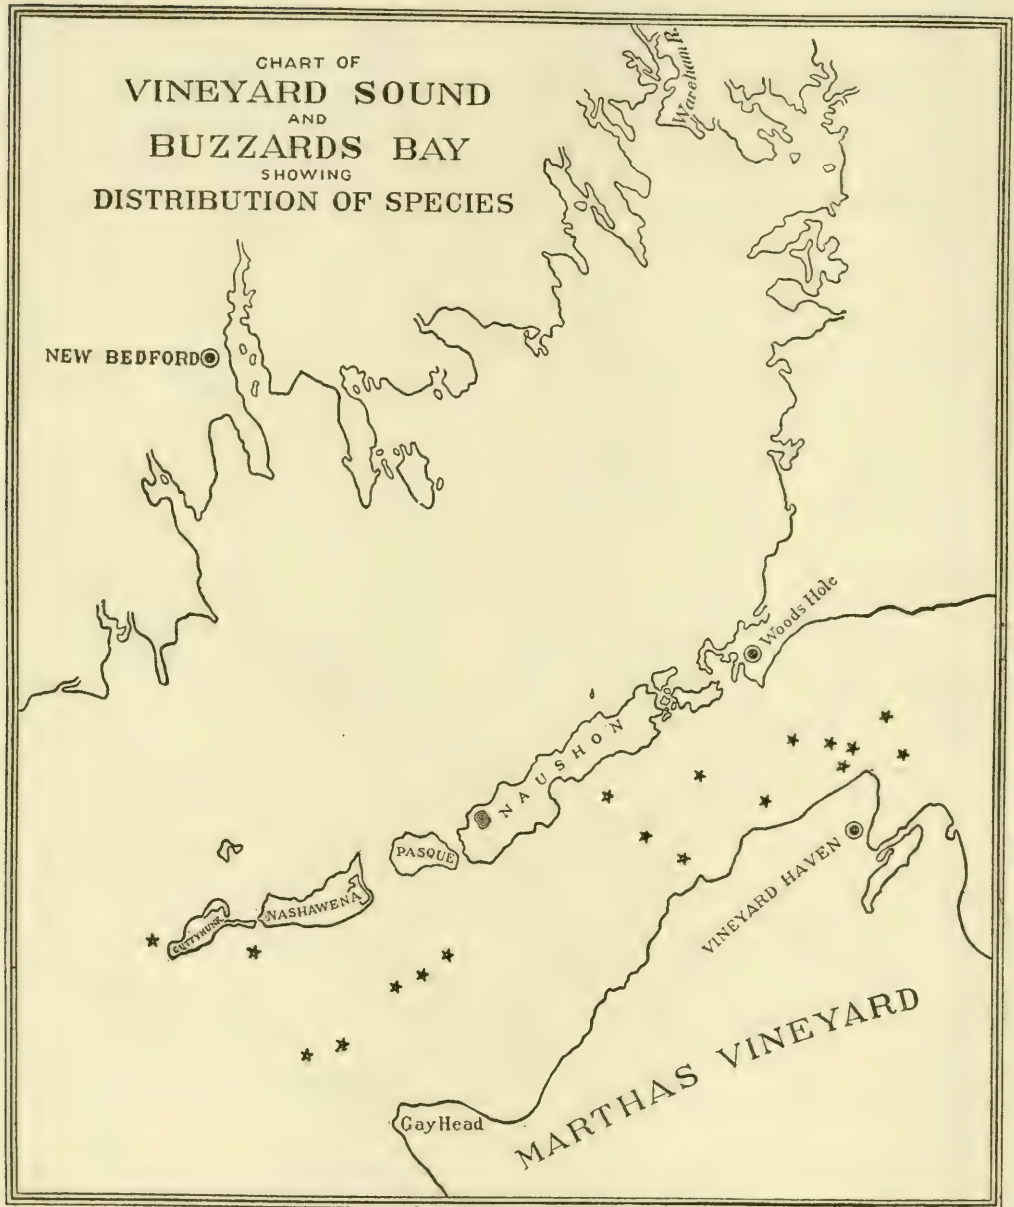 CHART OF
VINEYARD SOUND
AND
BUZZARDS BAY
SHOWING
DISTRIBUTION OF SPECIES
Wareham R.
NEW BEDFORD
Woods Hole
NAUSHON
PASQUE
VINEYARD HAVEN
NASHAWENA
CUTTYHUNK
MARTHAS VINEYARD
Gay Head